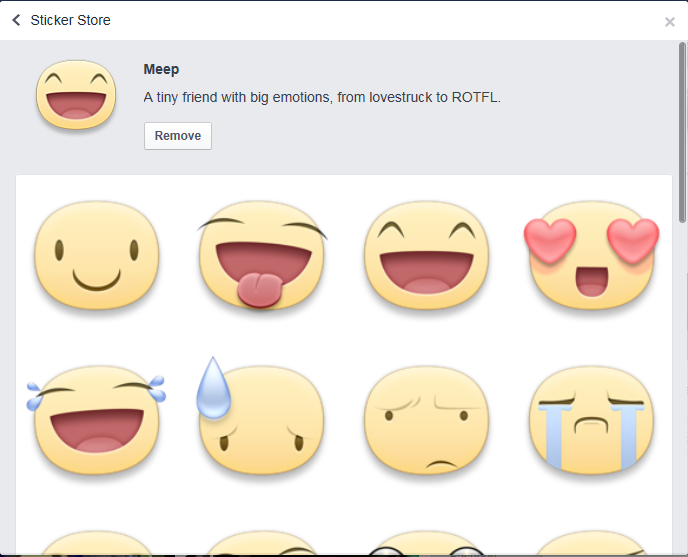 Sticker Store
Meep
A tiny friend with big emotions, from lovestruck to ROTFL.
Remove